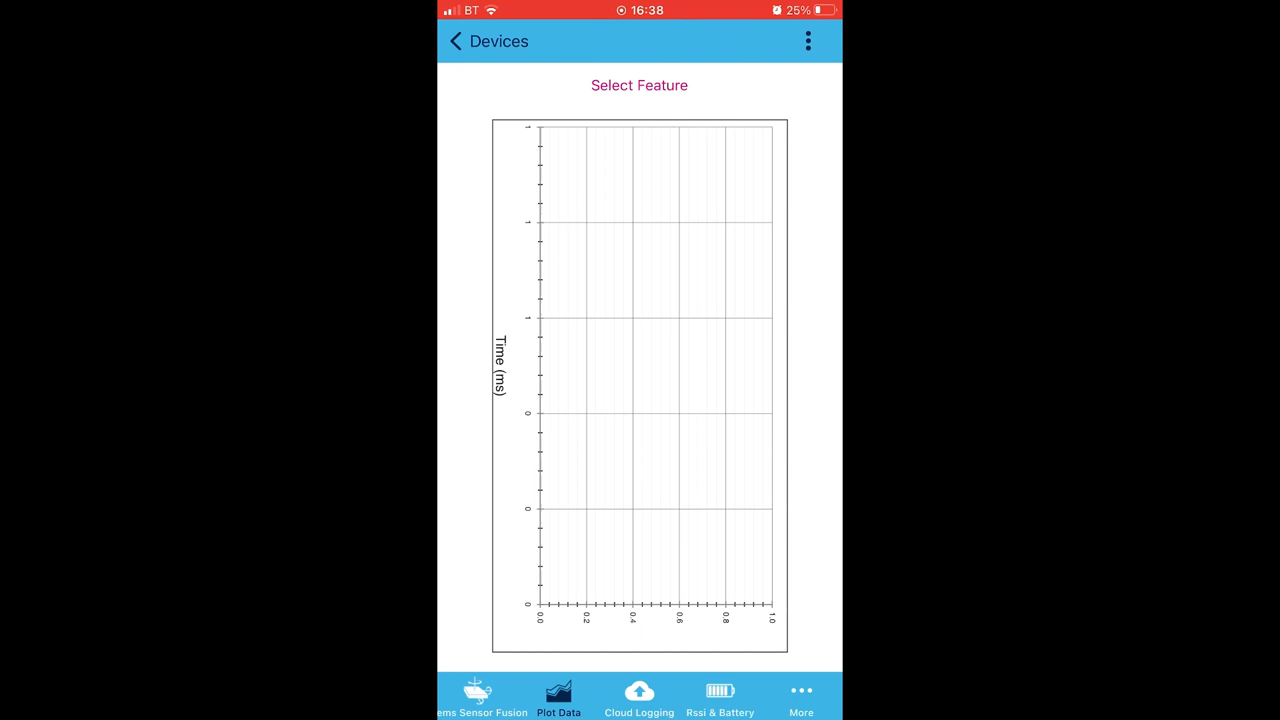 BT 16:38 25%
Devices
Select Feature
1
1
1
0
0
0
Time (ms)
0.0 0.2 0.4 0.6 0.8 1.0
ems Sensor Fusion Plot Data Cloud Logging Rssi & Battery More